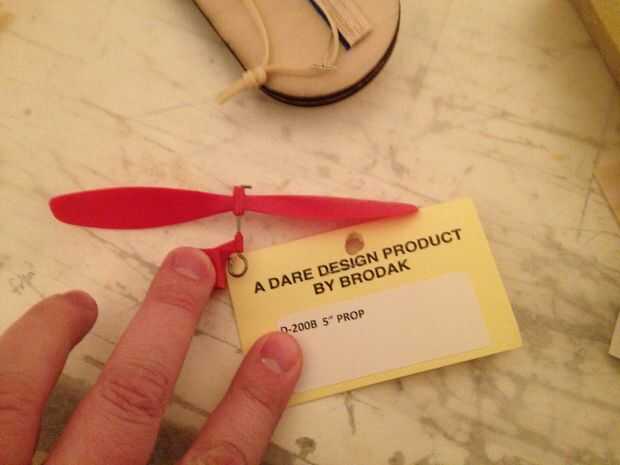 A DARE DESIGN PRODUCT
BY BRODAK
D-200B 5" PROP